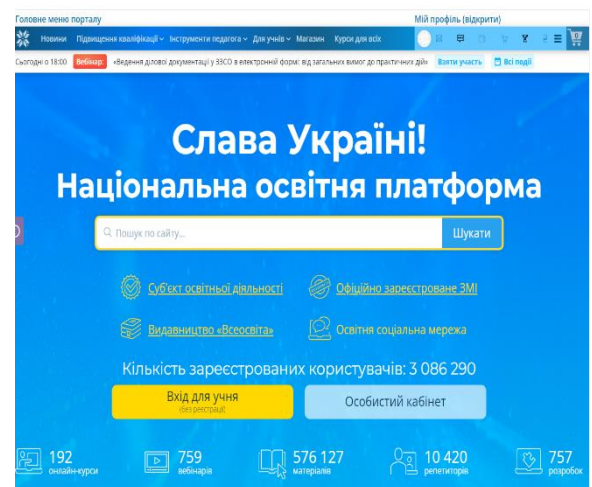 Головне меню порталу
Мій профіль (відкрити)
Новини Підвищення кваліфікації Інструменти педагога Для учнів Магазин Курси для всіх
Сьогодні о 18:00 Вебінар: «Ведення ділової документації у ЗЗСО в електронній формі: від загальних вимог до практичних дій» Взяти участь Всі події
Слава Україні!
Національна освітня платформа
Пошук по сайту... Шукати
Суб'єкт освітньої діяльності Офіційно зареєстроване ЗМІ
Видавництво «Всеосвіта» Освітня соціальна мережа
Кількість зареєстрованих користувачів: 3 086 290
Вхід для учня Особистий кабінет
(без реєстрації)
192 759 576 127 10 420 757
онлайн-курси вебінарів матеріалів репетиторів розробок